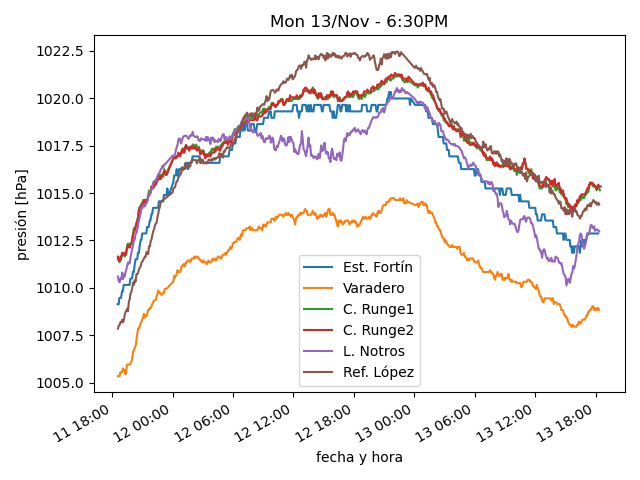 Mon 13/Nov - 6:30PM
1022.5
1020.0
1017.5
1015.0
1012.5
1010.0
1007.5
1005.0
presión [hPa]
Est. Fortín
Varadero
C. Runge1
C. Runge2
L. Notros
Ref. López
11 18:00
12 00:00
12 06:00
12 12:00
12 18:00
13 00:00
13 06:00
13 12:00
13 18:00
fecha y hora